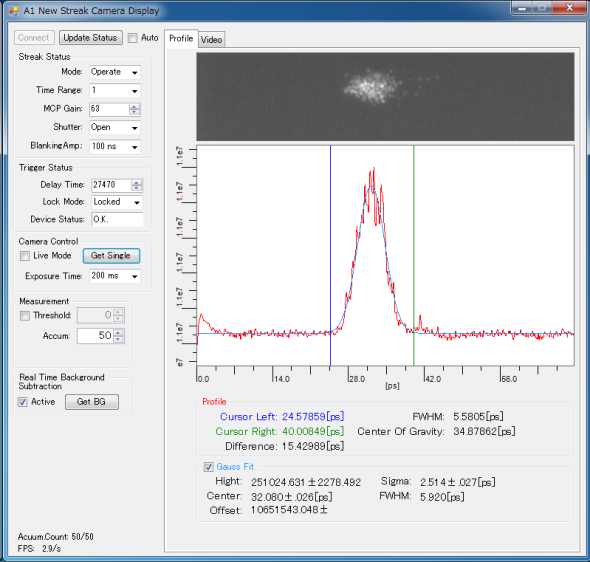 A1 New Streak Camera Display
Connect Update Status Auto
Streak Status
Mode: Operate
Time Range: 1
MCP Gain: 63
Shutter: Open
BlankingAmp: 100 ns
Trigger Status
Delay Time: 27470
Lock Mode: Locked
Device Status: O.K.
Camera Control
Live Mode Get Single
Exposure Time: 200 ms
Measurement
Threshold: 0
Accum: 50
Real Time Background
Subtraction
Active Get BG
Acuum.Count: 50/50
FPS: 2.9/s
Profile Video
1.1e7
1.1e7
1.1e7
1.1e7
1.1e7
1.1e7
e7
0.0 14.0 28.0 42.0 56.0
[ps]
Profile
Cursor Left: 24.57859[ps] FWHM: 5.5805[ps]
Cursor Right: 40.00849[ps] Center Of Gravity: 34.87862[ps]
Difference: 15.42989[ps]
Gauss Fit
Hight: 251024.631±2278.492 Sigma: 2.514±.027[ps]
Center: 32.080±.026[ps] FWHM: 5.920[ps]
Offset: 10651543.048±